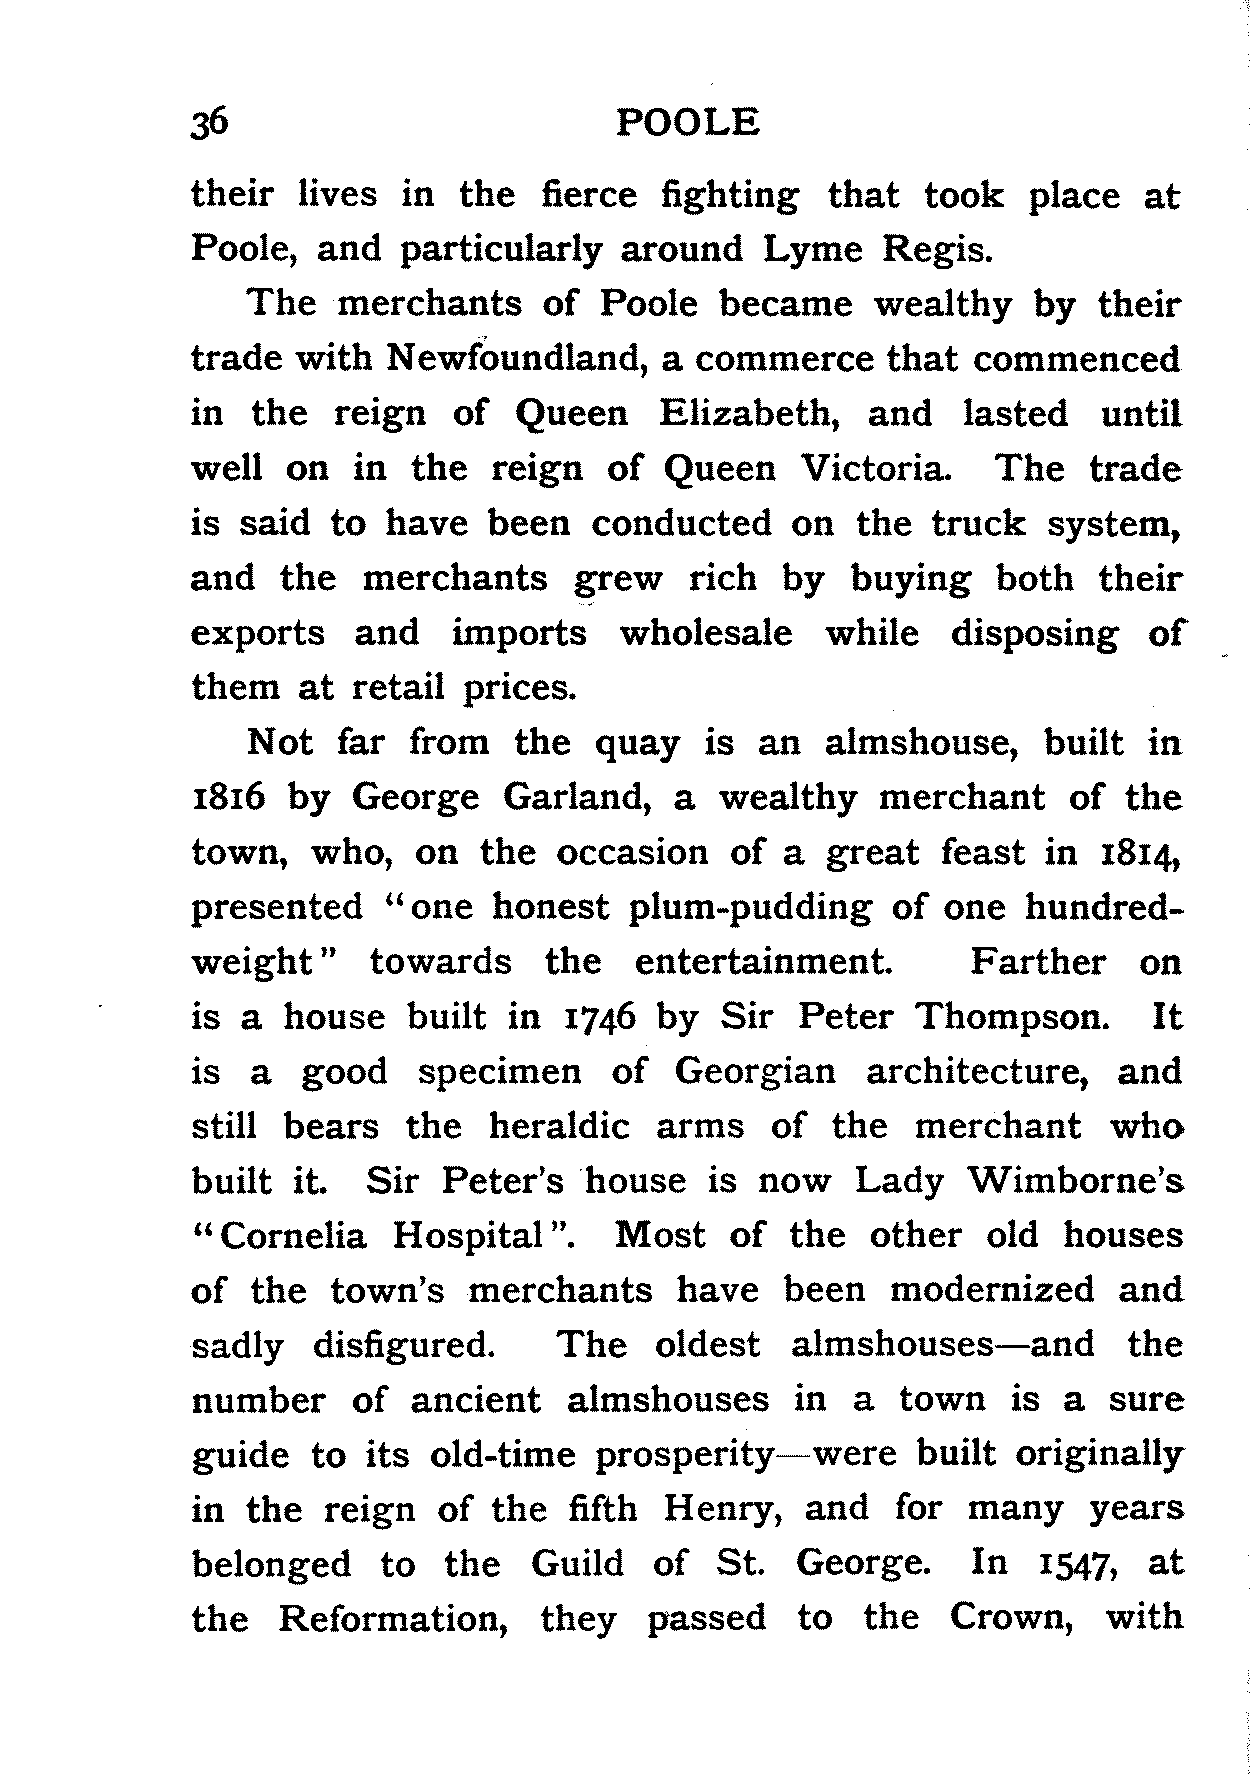 36 POOLE
their lives in the fierce fighting that took place at
Poole, and particularly around Lyme Regis.
The merchants of Poole became wealthy by their
trade with Newfoundland, a commerce that commenced
in the reign of Queen Elizabeth, and lasted until
well on in the reign of Queen Victoria. The trade
is said to have been conducted on the truck system,
and the merchants grew rich by buying both their
exports and imports wholesale while disposing of
them at retail prices.
Not far from the quay is an almshouse, built in
1816 by George Garland, a wealthy merchant of the
town, who, on the occasion of a great feast in 1814,
presented "one honest plum-pudding of one hundred-
weight" towards the entertainment. Farther on
is a house built in 1746 by Sir Peter Thompson. It
is a good specimen of Georgian architecture, and
still bears the heraldic arms of the merchant who
built it. Sir Peter's house is now Lady Wimborne's
"Cornelia Hospital". Most of the other old houses
of the town's merchants have been modernized and
sadly disfigured. The oldest almshouses—and the
number of ancient almshouses in a town is a sure
guide to its old-time prosperity—were built originally
in the reign of the fifth Henry, and for many years
belonged to the Guild of St. George. In 1547, at
the Reformation, they passed to the Crown, with